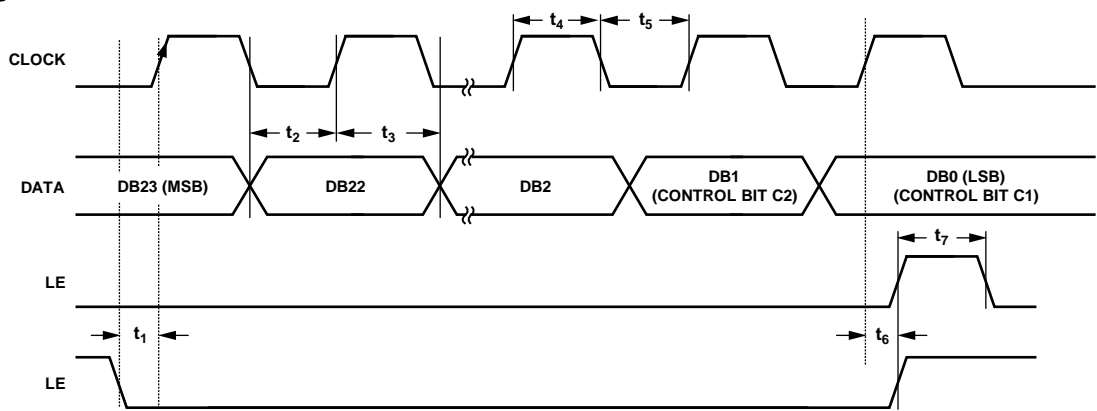 t4
t5
CLOCK
t2
t3
DATA
DB23 (MSB)
DB22
DB2
DB1
(CONTROL BIT C2)
DB0 (LSB)
(CONTROL BIT C1)
t7
LE
t1
t6
LE